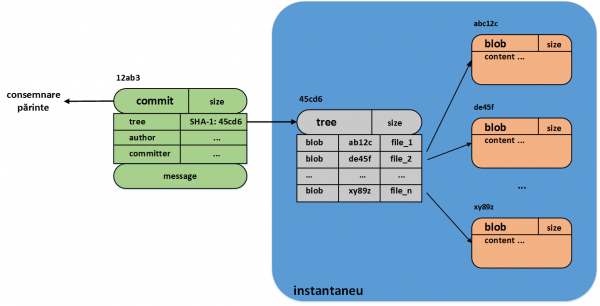 abc12c
blob size
content ...
12ab3
consemnare
părinte
commit size
tree SHA-1: 45cd6
author ...
committer ...
message
45cd6
tree size
blob ab12c file_1
blob de45f file_2
... ... ...
blob xy89z file_n
de45f
blob size
content ...
...
xy89z
blob size
content ...
instantaneu